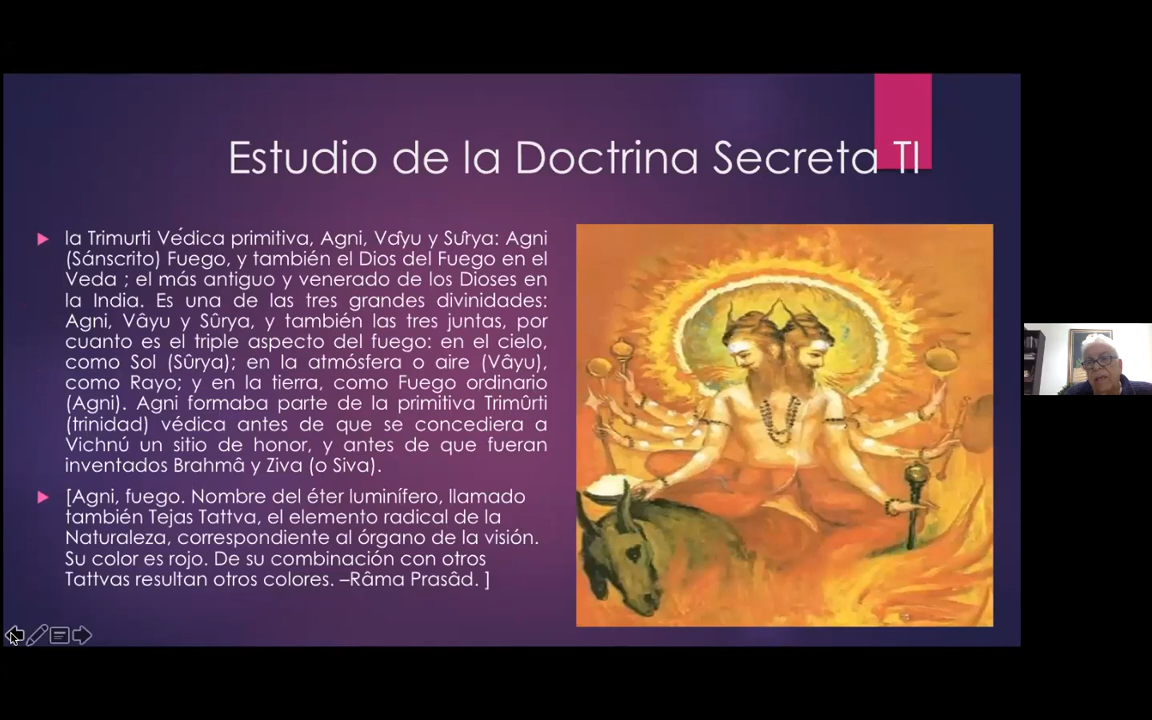 Estudio de la Doctrina Secreta TI
la Trimurti Védica primitiva, Agni, Vâyu y Sûrya: Agni
(Sánscrito) Fuego, y también el Dios del Fuego en el
Veda ; el más antiguo y venerado de los Dioses en
la India. Es una de las tres grandes divinidades:
Agni, Vâyu y Sûrya, y también las tres juntas, por
cuanto es el triple aspecto del fuego: en el cielo,
como Sol (Sûrya); en la atmósfera o aire (Vâyu),
como Rayo; y en la tierra, como Fuego ordinario
(Agni). Agni formaba parte de la primitiva Trimûrti
(trinidad) védica antes de que se concediera a
Vichnú un sitio de honor, y antes de que fueran
inventados Brahmâ y Ziva (o Siva).
[Agni, fuego. Nombre del éter luminífero, llamado
también Tejas Tattva, el elemento radical de la
Naturaleza, correspondiente al órgano de la visión.
Su color es rojo. De su combinación con otros
Tattvas resultan otros colores. –Râma Prasâd. ]